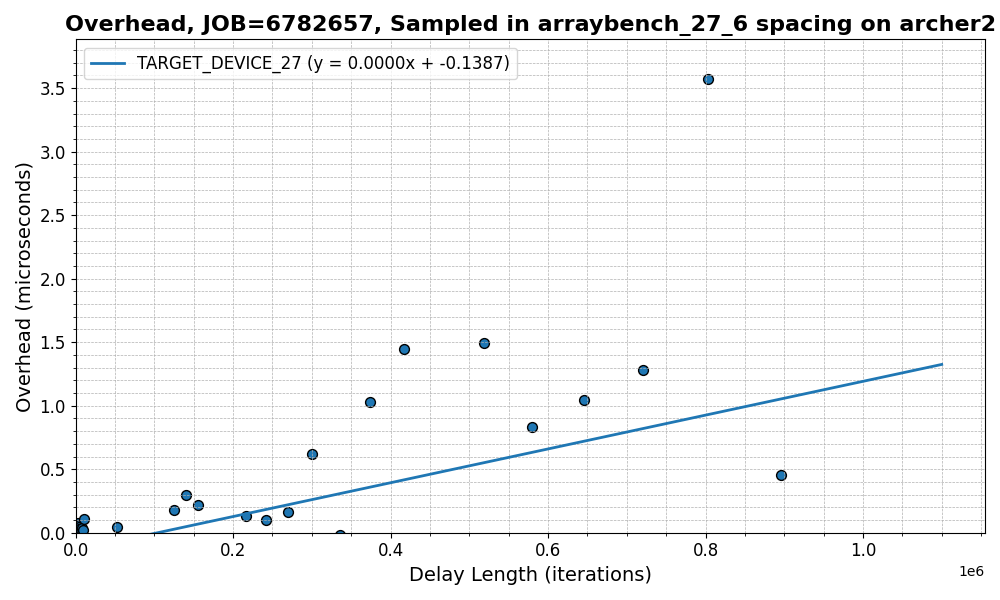 Overhead, JOB=6782657, Sampled in arraybench_27_6 spacing on archer2
TARGET_DEVICE_27 (y = 0.0000x + -0.1387)
Overhead (microseconds)
3.5
3.0
2.5
2.0
1.5
1.0
0.5
0.0
0.0 0.2 0.4 0.6 0.8 1.0
1e6
Delay Length (iterations)